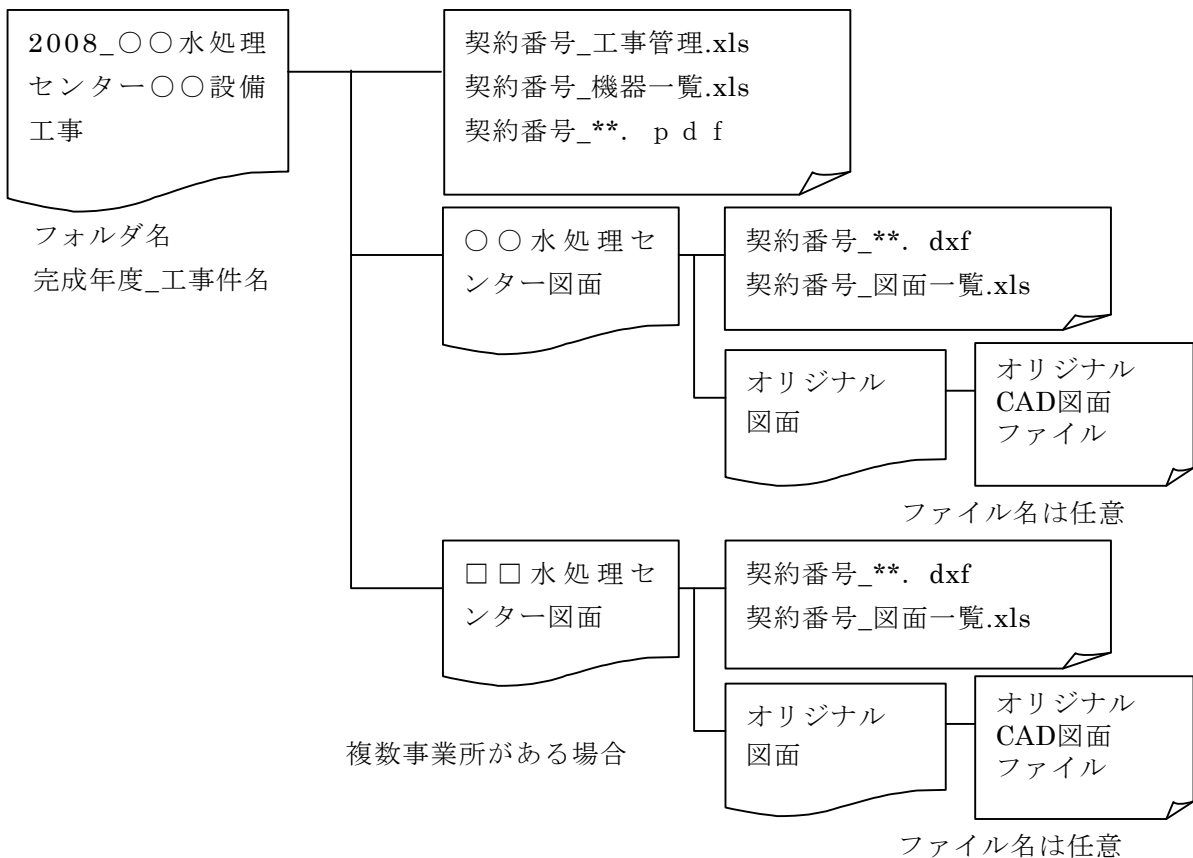 2008_○○水処理
センター○○設備
工事
契約番号_工事管理.xls
契約番号_機器一覧.xls
契約番号_**．ｐｄｆ
フォルダ名
完成年度_工事件名
○○水処理セ
ンター図面
契約番号_**．dxf
契約番号_図面一覧.xls
オリジナル
図面
オリジナル
CAD図面
ファイル
ファイル名は任意
□□水処理セ
ンター図面
契約番号_**．dxf
契約番号_図面一覧.xls
オリジナル
図面
オリジナル
CAD図面
ファイル
複数事業所がある場合
ファイル名は任意